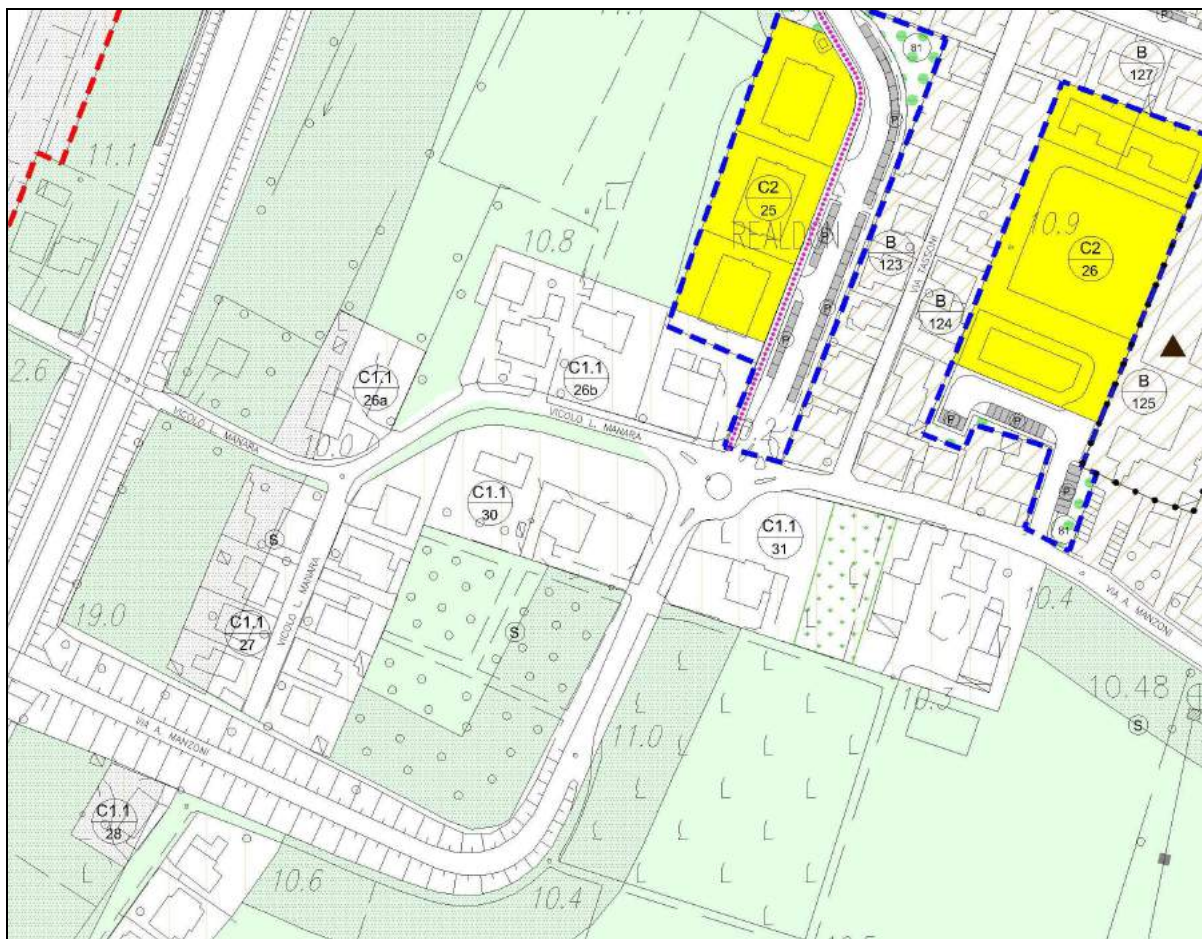 B
127
81
P
11.1
C2
25
REALDON
10.8
10.9
C2
26
B
123
VIA TASSONI
B
124
P
P
P
P
2.6
C1.1
26a
C1.1
26b
B
125
VICOLO L. MANARA
VICOLO L. MANARA
P
P
P
C1.1
30
C1.1
31
81
S
S
19.0
C1.1
27
VICOLO L. MANARA
10.4
VIA A. MANZONI
10.3
10.48
S
11.0
VIA A. MANZONI
C1.1
28
10.6
10.4